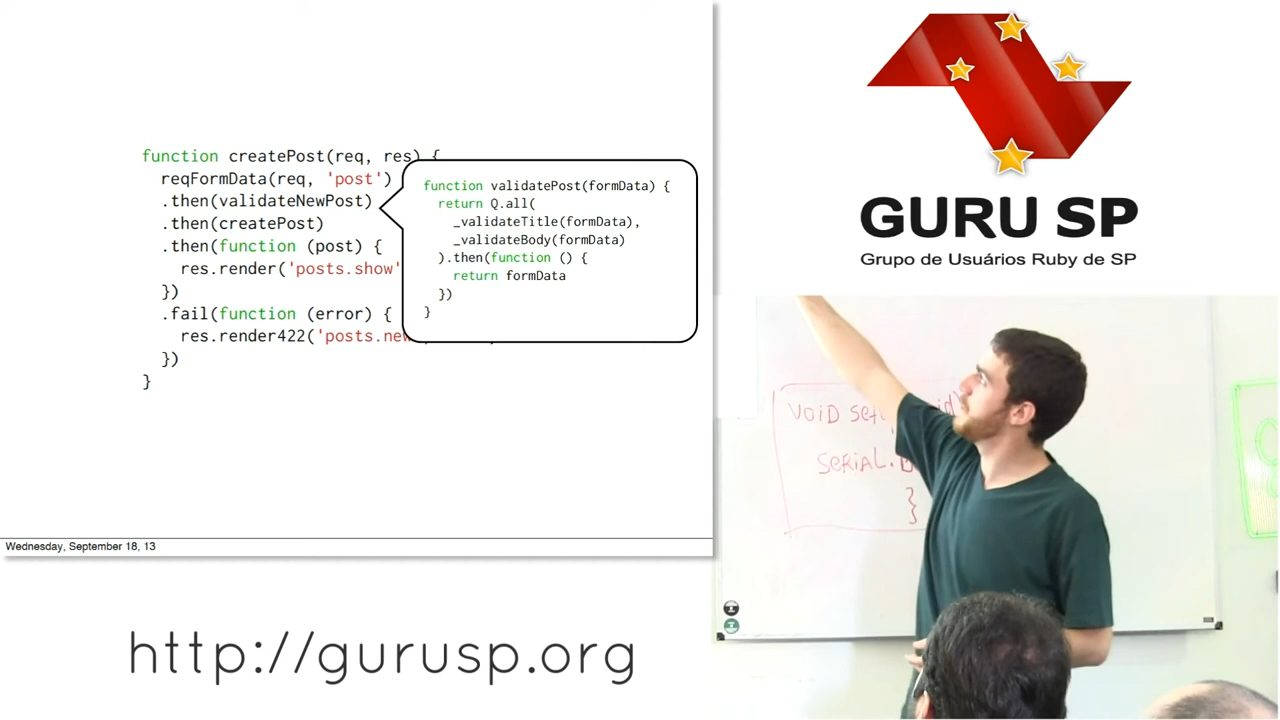 function createPost(req, res) {
reqFormData(req, 'post')
.then(validateNewPost)
.then(createPost)
.then(function (post) {
res.render('posts.show'
})
.fail(function (error) {
res.render422('posts.ne
})
}
function validatePost(formData) {
return Q.all(
_validateTitle(formData),
_validateBody(formData)
).then(function () {
return formData
})
}
Wednesday, September 18, 13
http://gurusp.org
GURU SP
Grupo de Usuários Ruby de SP
VOID
SERIAL.
}